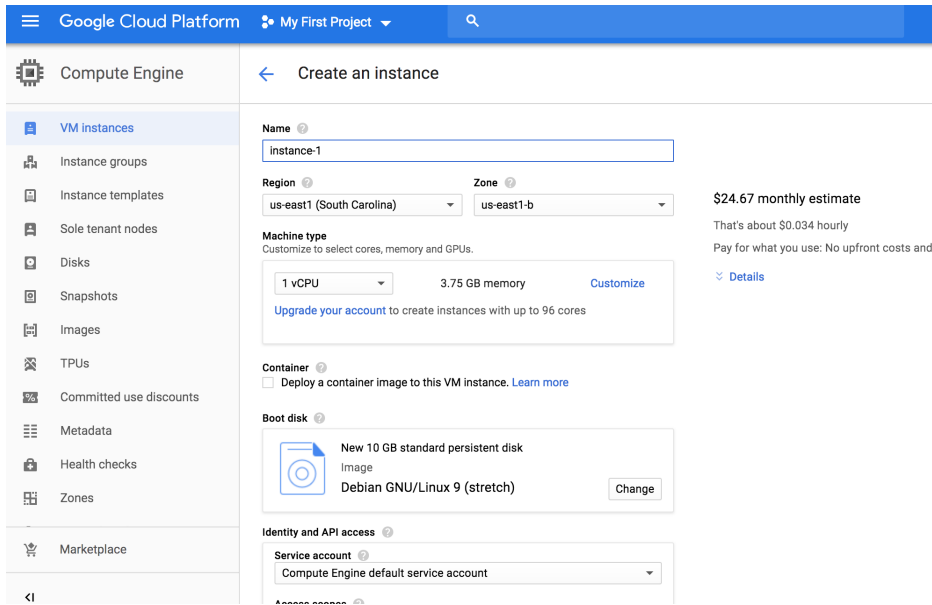 Google Cloud Platform My First Project
Compute Engine
Create an instance
VM instances
Instance groups
Instance templates
Sole tenant nodes
Disks
Snapshots
Images
TPUs
Committed use discounts
Metadata
Health checks
Zones
Marketplace
Name
instance-1
Region Zone
us-east1 (South Carolina) us-east1-b
Machine type
Customize to select cores, memory and GPUs.
1 vCPU 3.75 GB memory Customize
Upgrade your account to create instances with up to 96 cores
Container
Deploy a container image to this VM instance. Learn more
Boot disk
New 10 GB standard persistent disk
Image
Debian GNU/Linux 9 (stretch)
Change
Identity and API access
Service account
Compute Engine default service account
Access scopes
$24.67 monthly estimate
That's about $0.034 hourly
Pay for what you use: No upfront costs and
Details